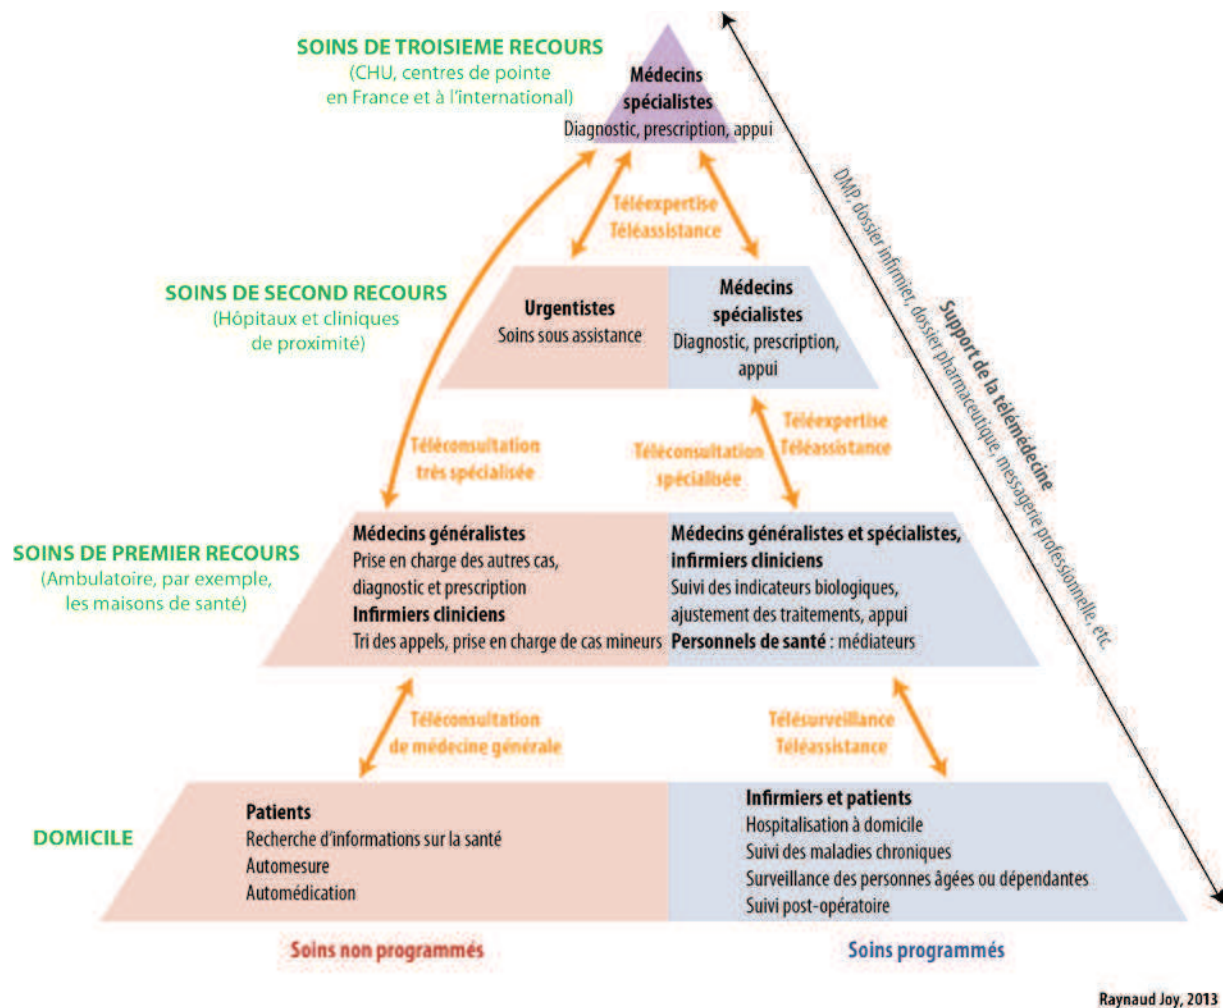 SOINS DE TROISIEME RECOURS
(CHU, centres de pointe
en France et à l'international)
Médecins
spécialistes
Diagnostic, prescription, appui
Téléexpertise
Téléassistance
SOINS DE SECOND RECOURS
(Hôpitaux et cliniques
de proximité)
Urgentistes
Soins sous assistance
Médecins
spécialistes
Diagnostic, prescription,
appui
Support de la télémédecine
DMP, dossier infirmier, dossier pharmaceutique, messagerie professionnelle, etc.
Téléconsultation
très spécialisée
Téléconsultation
spécialisée
Téléexpertise
Téléassistance
SOINS DE PREMIER RECOURS
(Ambulatoire, par exemple,
les maisons de santé)
Médecins généralistes
Prise en charge des autres cas,
diagnostic et prescription
Infirmiers cliniciens
Tri des appels, prise en charge de cas mineurs
Médecins généralistes et spécialistes,
infirmiers cliniciens
Suivi des indicateurs biologiques,
ajustement des traitements, appui
Personnels de santé : médiateurs
Téléconsultation
de médecine générale
Télésurveillance
Téléassistance
DOMICILE
Patients
Recherche d'informations sur la santé
Automesure
Automédication
Infirmiers et patients
Hospitalisation à domicile
Suivi des maladies chroniques
Surveillance des personnes âgées ou dépendantes
Suivi post-opératoire
Soins non programmés
Soins programmés
Raynaud Joy, 2013